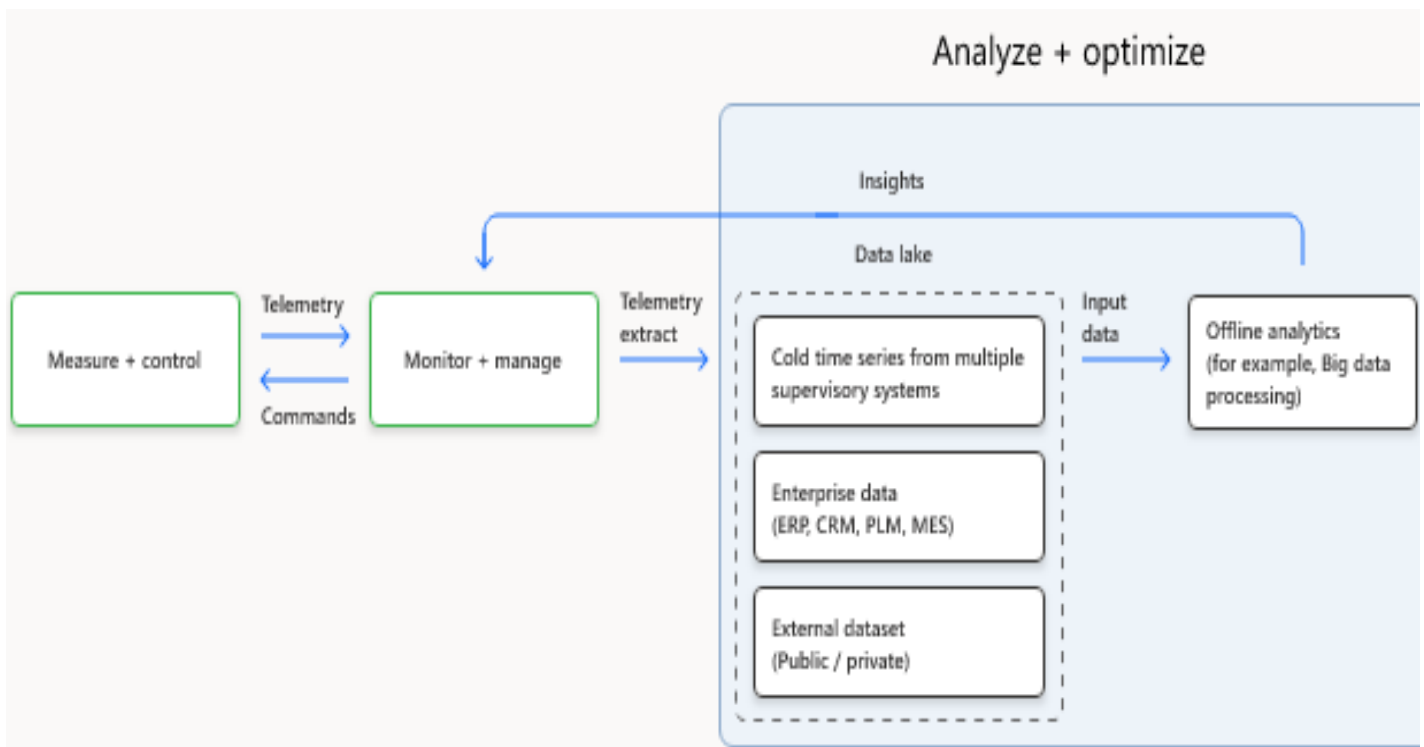 Analyze + optimize
Insights
Data lake
Measure + control
Telemetry
Commands
Monitor + manage
Telemetry
extract
Cold time series from multiple
supervisory systems
Enterprise data
(ERP, CRM, PLM, MES)
External dataset
(Public / private)
Input
data
Offline analytics
(for example, Big data
processing)